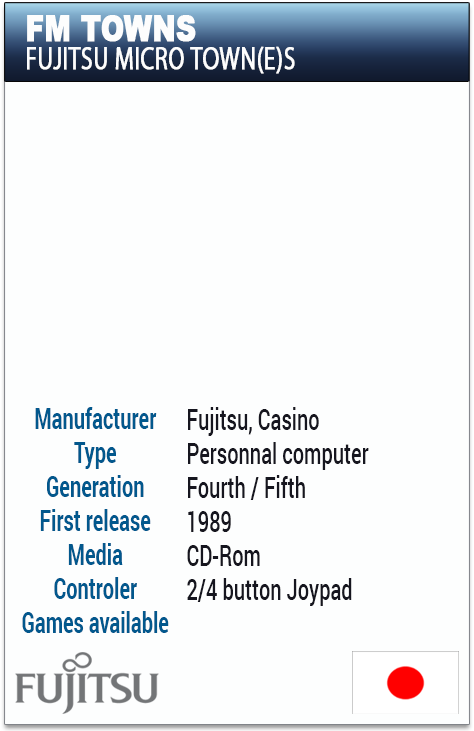 FM TOWNS
FUJITSU MICRO TOWN(E)S
Manufacturer Fujitsu, Casino
Type Personnal computer
Generation Fourth / Fifth
First release 1989
Media CD-Rom
Controler 2/4 button Joypad
Games available
FUJITSU